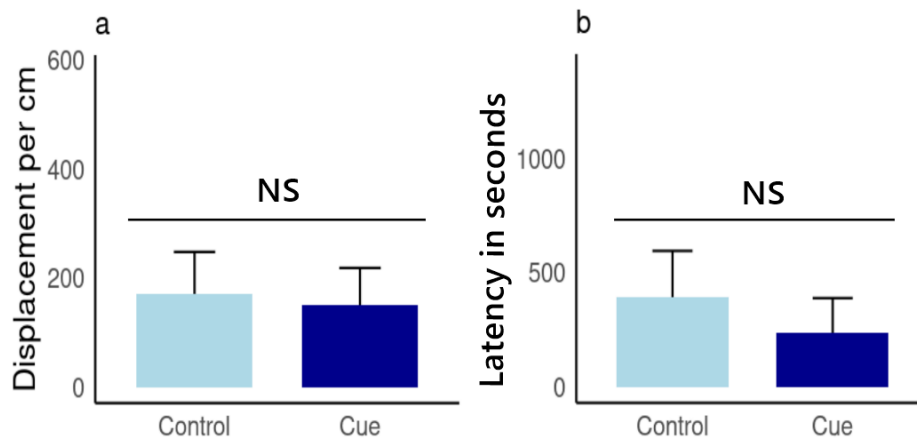 a
Displacement per cm
600
400
200
0
NS
Control
Cue
b
Latency in seconds
1000
500
0
NS
Control
Cue